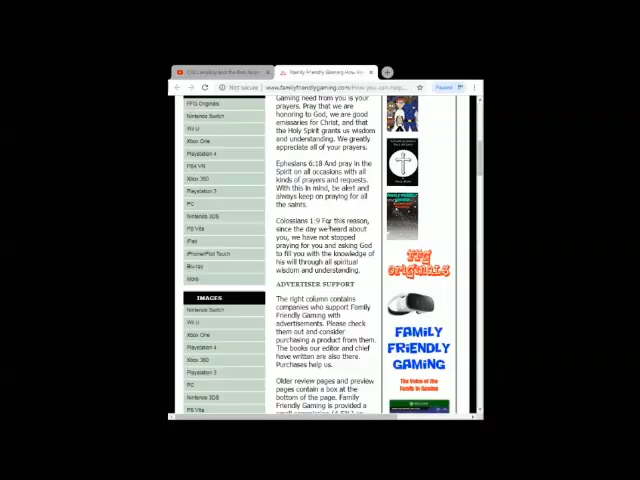 Family Friendly Gaming How
Not secure | www.familyfriendlygaming.com/How-you-can-help
Paused
FFG Originals
Nintendo Switch
Wii U
Xbox One
Playstation 4
PS4 VR
Xbox 360
Playstation 3
PC
Nintendo 3DS
PS Vita
iPad
iPhone/iPod Touch
Blu-ray
More
IMAGES
Nintendo Switch
Wii U
Xbox One
Playstation 4
Xbox 360
Playstation 3
PC
Nintendo 3DS
PS Vita
Gaming need from you is your
prayers. Pray that we are
honoring to God, we are good
emissaries for Christ, and that
the Holy Spirit grants us wisdom
and understanding. We greatly
appreciate all of your prayers.
Ephesians 6:18 And pray in the
Spirit on all occasions with all
kinds of prayers and requests.
With this in mind, be alert and
always keep on praying for all
the saints.
Colossians 1:9 For this reason,
since the day we heard about
you, we have not stopped
praying for you and asking God
to fill you with the knowledge of
his will through all spiritual
wisdom and understanding.
ADVERTISER SUPPORT
The right column contains
companies who support Family
Friendly Gaming with
advertisements. Please check
them out and consider
purchasing a product from them.
The books our editor and chief
have written are also there.
Purchases help us.
Older review pages and preview
pages contain a box at the
bottom of the page. Family
Friendly Gaming is provided a
FFG
ORIGINALS
FAMILY
FRIENDLY
GAMING
The Voice of the
Family in Gaming